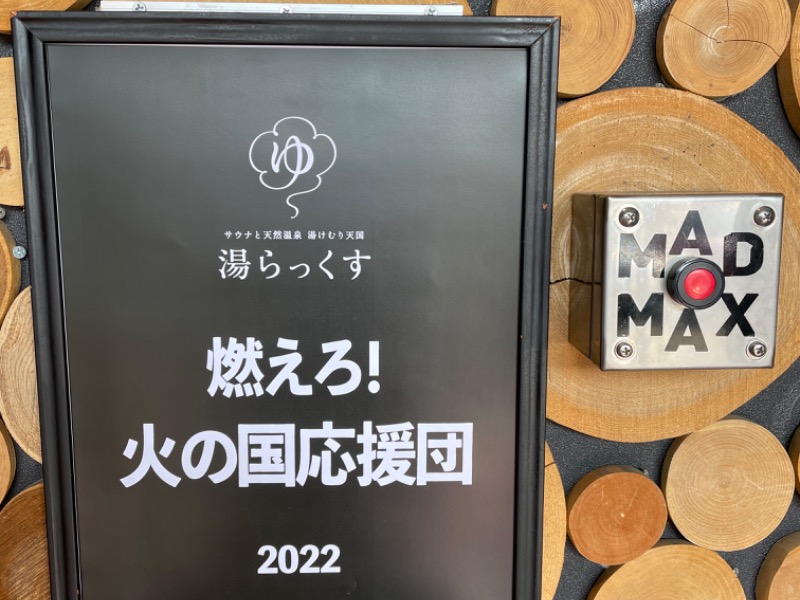 ゆ
サウナと天然温泉 湯けむり天国
湯らっくす
燃えろ!
火の国応援団
2022
MAD
MAX